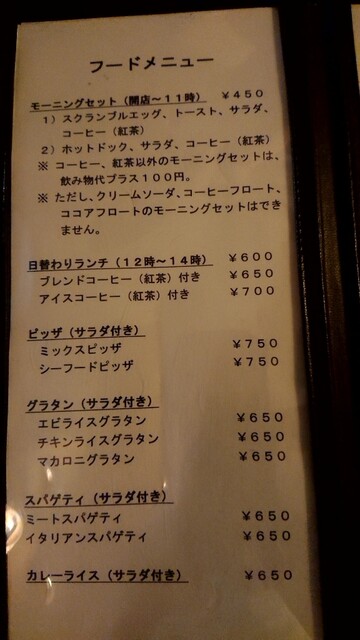 フードメニュー
モーニングセット（開店～１１時） ￥４５０
１）スクランブルエッグ、トースト、サラダ、
コーヒー（紅茶）
２）ホットドック、サラダ、コーヒー（紅茶）
※ コーヒー、紅茶以外のモーニングセットは、
飲み物代プラス１００円。
※ ただし、クリームソーダ、コーヒーフロート、
ココアフロートのモーニングセットはでき
ません。
日替わりランチ（１２時～１４時） ￥６００
ブレンドコーヒー（紅茶）付き ￥６５０
アイスコーヒー（紅茶）付き ￥７００
ピッザ（サラダ付き）
ミックスピッザ ￥７５０
シーフードピッザ ￥７５０
グラタン（サラダ付き）
エビライスグラタン ￥６５０
チキンライスグラタン ￥６５０
マカロニグラタン ￥６５０
スパゲティ（サラダ付き）
ミートスパゲティ ￥６５０
イタリアンスパゲティ ￥６５０
カレーライス（サラダ付き） ￥６５０